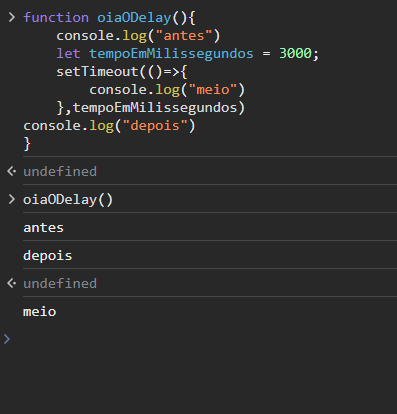 function oiaODelay(){
    console.log("antes")
    let tempoEmMilissegundos = 3000;
    setTimeout(()=>{
        console.log("meio")
    },tempoEmMilissegundos)
console.log("depois")
}
undefined
oiaODelay()
antes
depois
undefined
meio